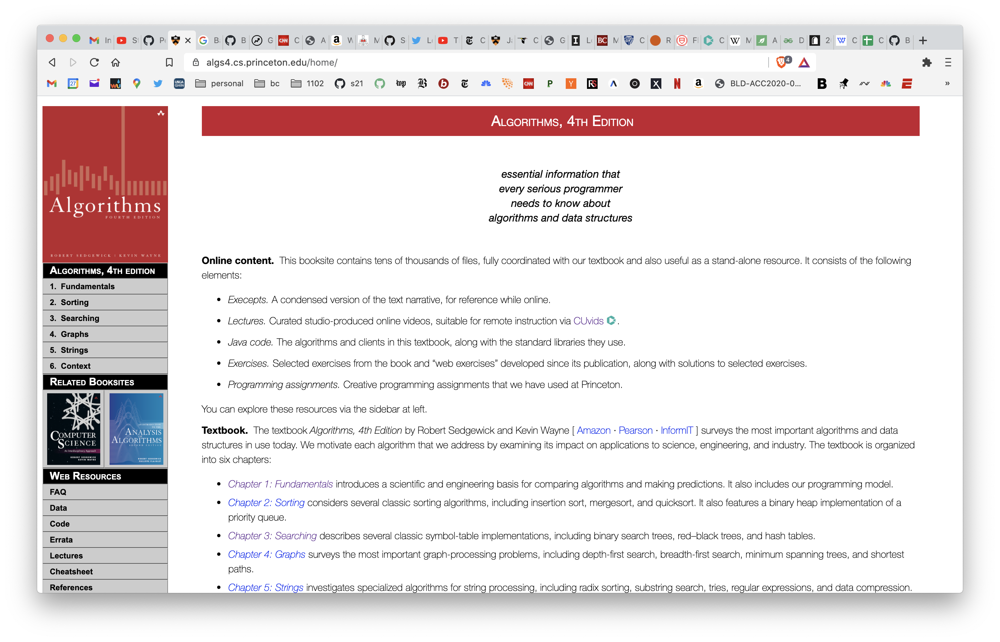 In
S
P
B
B
G
CNN
C
A
a
W
M
S
L
T
C
J
C
G
I
L
BC
M
C
R
F
C
W
M
A
D
2
W
C
C
B
algs4.cs.princeton.edu/home/
4
27
wu
USGA
GHIN
personal
bc
1102
s21
wp
B
b
T
CNN
P
Y
RS
X
N
a
BLD-ACC2020-0...
B
E
»
Algorithms
FOURTH EDITION
ROBERT SEDGEWICK | KEVIN WAYNE
ALGORITHMS, 4TH EDITION
1. Fundamentals
2. Sorting
3. Searching
4. Graphs
5. Strings
6. Context
RELATED BOOKSITES
COMPUTER
SCIENCE
An Interdisciplinary Approach
ROBERT SEDGEWICK
KEVIN WAYNE
AN INTRODUCTION
TO THE
ANALYSIS
OF
ALGORITHMS
SECOND EDITION
ROBERT SEDGEWICK
PHILIPPE FLAJOLET
WEB RESOURCES
FAQ
Data
Code
Errata
Lectures
Cheatsheet
References
ALGORITHMS, 4TH EDITION
essential information that
every serious programmer
needs to know about
algorithms and data structures
Online content. This booksite contains tens of thousands of files, fully coordinated with our textbook and also useful as a stand-alone resource. It consists of the following
elements:
• Execepts. A condensed version of the text narrative, for reference while online.
• Lectures. Curated studio-produced online videos, suitable for remote instruction via CUvids .
• Java code. The algorithms and clients in this textbook, along with the standard libraries they use.
• Exercises. Selected exercises from the book and “web exercises” developed since its publication, along with solutions to selected exercises.
• Programming assignments. Creative programming assignments that we have used at Princeton.
You can explore these resources via the sidebar at left.
Textbook. The textbook Algorithms, 4th Edition by Robert Sedgewick and Kevin Wayne [ Amazon · Pearson · InformIT ] surveys the most important algorithms and data
structures in use today. We motivate each algorithm that we address by examining its impact on applications to science, engineering, and industry. The textbook is organized
into six chapters:
• Chapter 1: Fundamentals introduces a scientific and engineering basis for comparing algorithms and making predictions. It also includes our programming model.
• Chapter 2: Sorting considers several classic sorting algorithms, including insertion sort, mergesort, and quicksort. It also features a binary heap implementation of a
priority queue.
• Chapter 3: Searching describes several classic symbol-table implementations, including binary search trees, red–black trees, and hash tables.
• Chapter 4: Graphs surveys the most important graph-processing problems, including depth-first search, breadth-first search, minimum spanning trees, and shortest
paths.
• Chapter 5: Strings investigates specialized algorithms for string processing, including radix sorting, substring search, tries, regular expressions, and data compression.